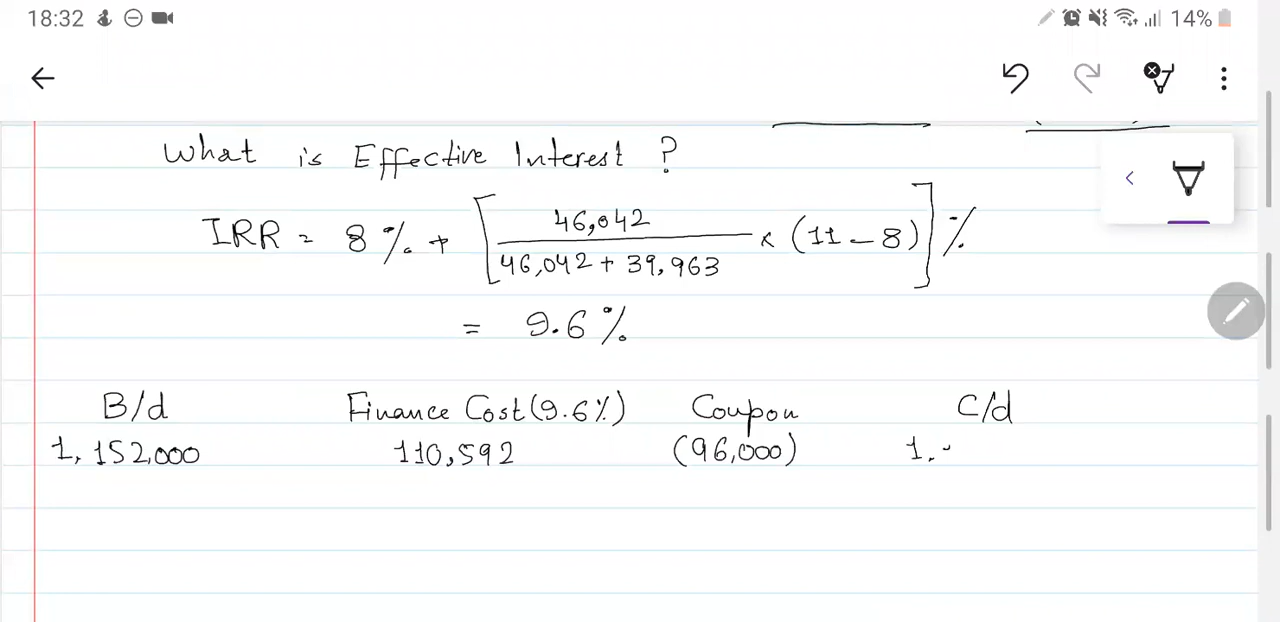 18:32 14%
What is Effective Interest ?
IRR = 8 % + [ 46,042 / 46,042 + 39,963 × (11 - 8) ] %
= 9.6 %
B/d Finance Cost (9.6%) Coupon C/d
1,152,000 110,592 (96,000) 1,